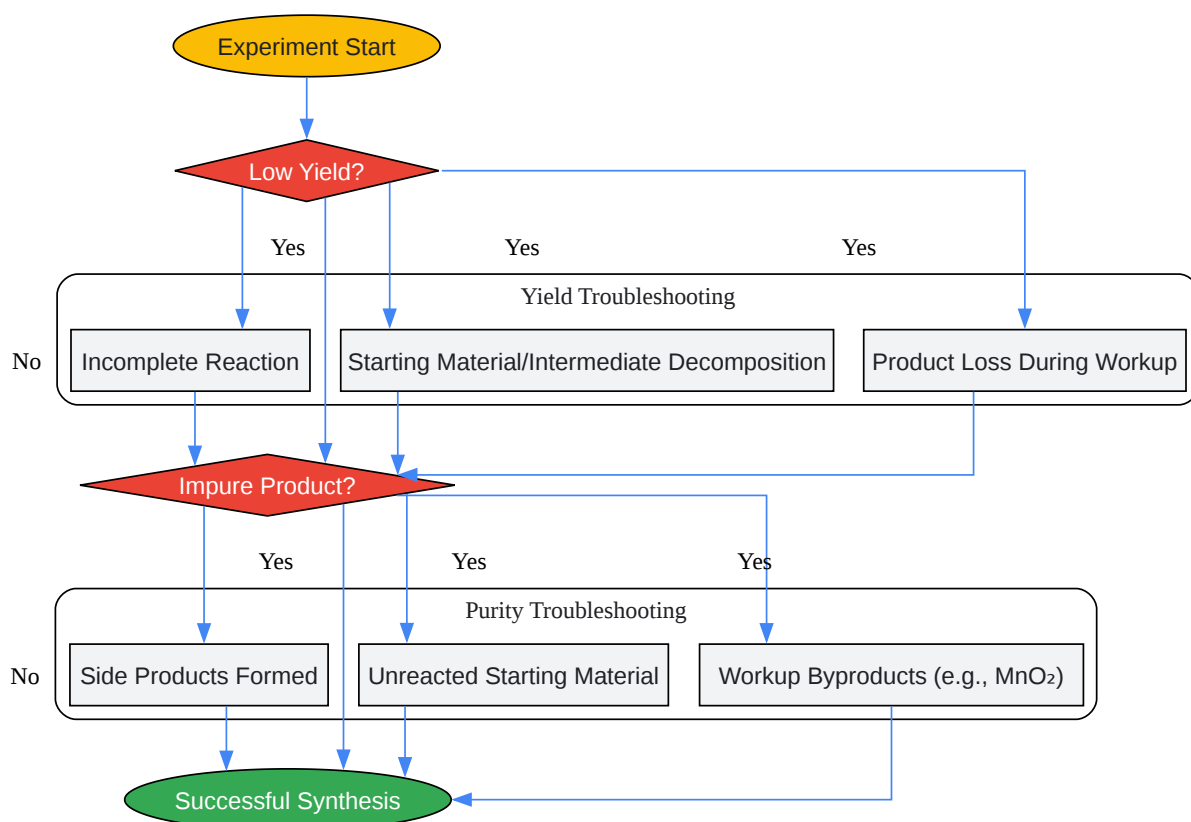 Experiment Start
Low Yield?
Yes
Yes
Yes
Yield Troubleshooting
No
Incomplete Reaction
Starting Material/Intermediate Decomposition
Product Loss During Workup
Impure Product?
Yes
Yes
Yes
Purity Troubleshooting
No
Side Products Formed
Unreacted Starting Material
Workup Byproducts (e.g., MnO₂)
Successful Synthesis